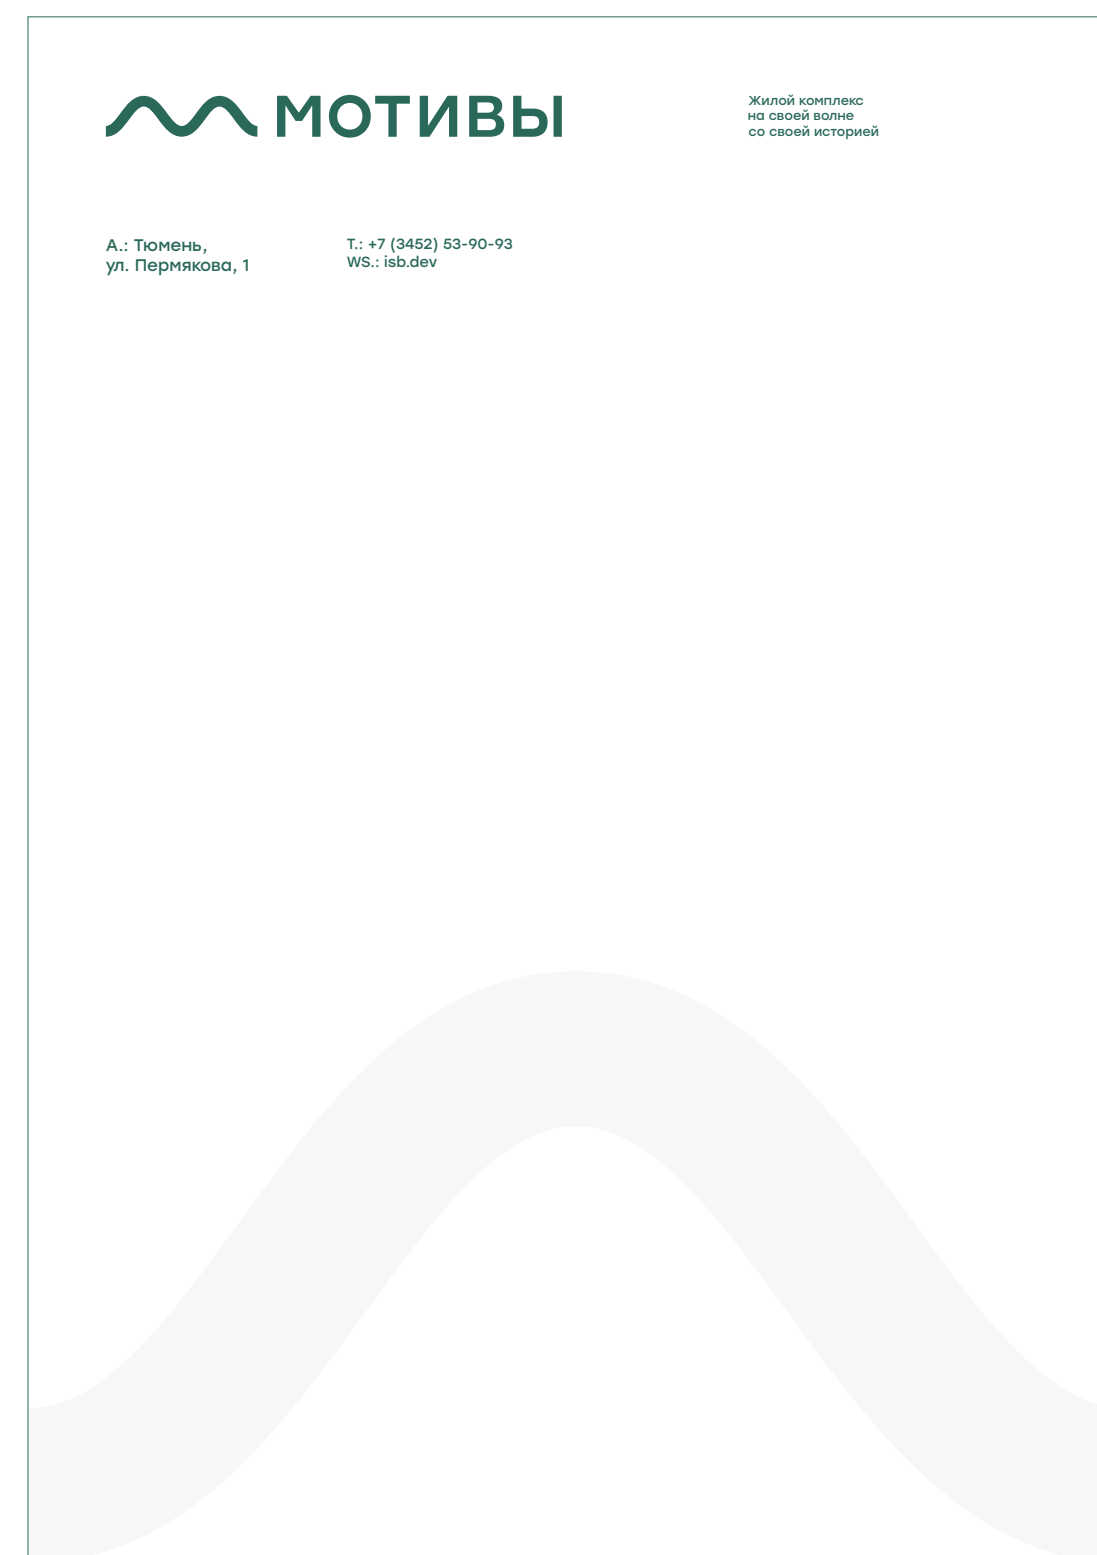 МОТИВЫ
Жилой комплекс
на своей волне
со своей историей
А.: Тюмень,
ул. Пермякова, 1
Т.: +7 (3452) 53-90-93
WS.: isb.dev